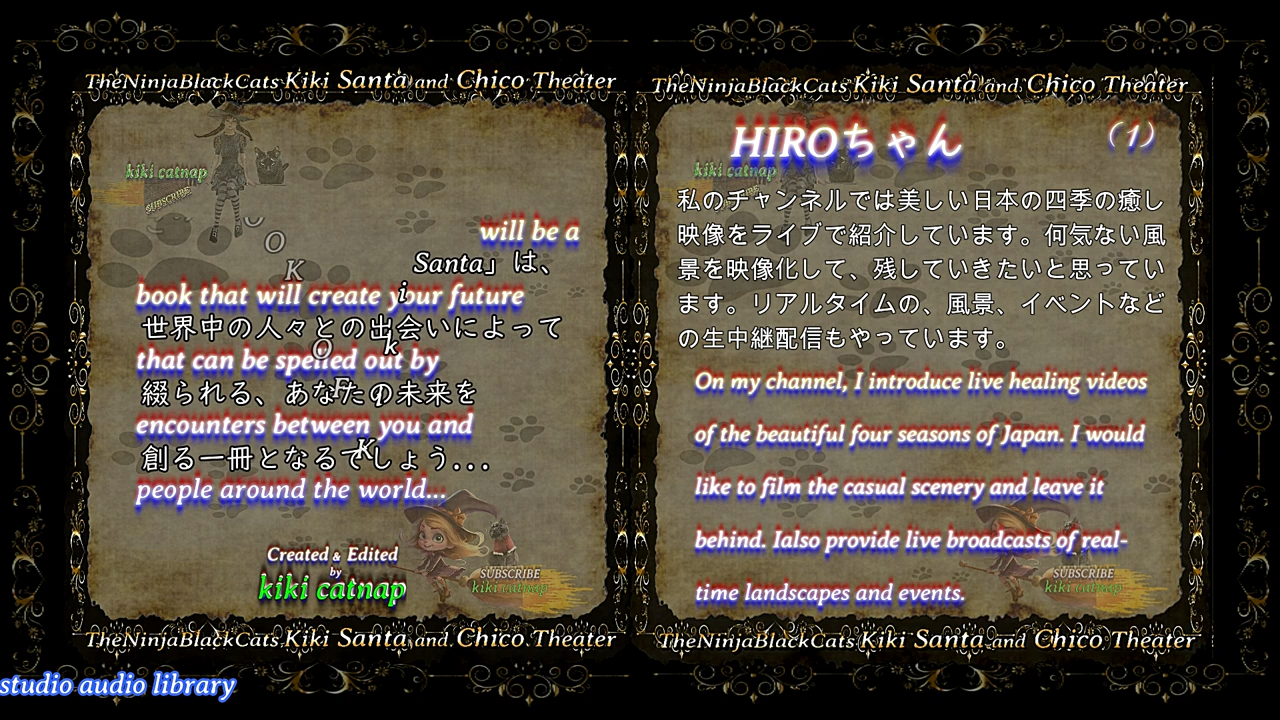 TheNinjaBlackCats Kiki Santa and Chico Theater
kiki catnap
SUBSCRIBE
will be a
Santa」は、
book that will create your future
世界中の人々との出会いによって
that can be spelled out by
綴られる、あなたの未来を
encounters between you and
創る一冊となるでしょう...
people around the world...
Created & Edited
by
kiki catnap
SUBSCRIBE
kiki catnap
TheNinjaBlackCats Kiki Santa and Chico Theater
studio audio library
TheNinjaBlackCats Kiki Santa and Chico Theater
HIROちゃん (1)
kiki catnap
私のチャンネルでは美しい日本の四季の癒し
映像をライブで紹介しています。何気ない風
景を映像化して、残していきたいと思ってい
ます。リアルタイムの、風景、イベントなど
の生中継配信もやっています。
On my channel, I introduce live healing videos
of the beautiful four seasons of Japan. I would
like to film the casual scenery and leave it
behind. Ialso provide live broadcasts of real-
time landscapes and events.
SUBSCRIBE
kiki catnap
TheNinjaBlackCats Kiki Santa and Chico Theater